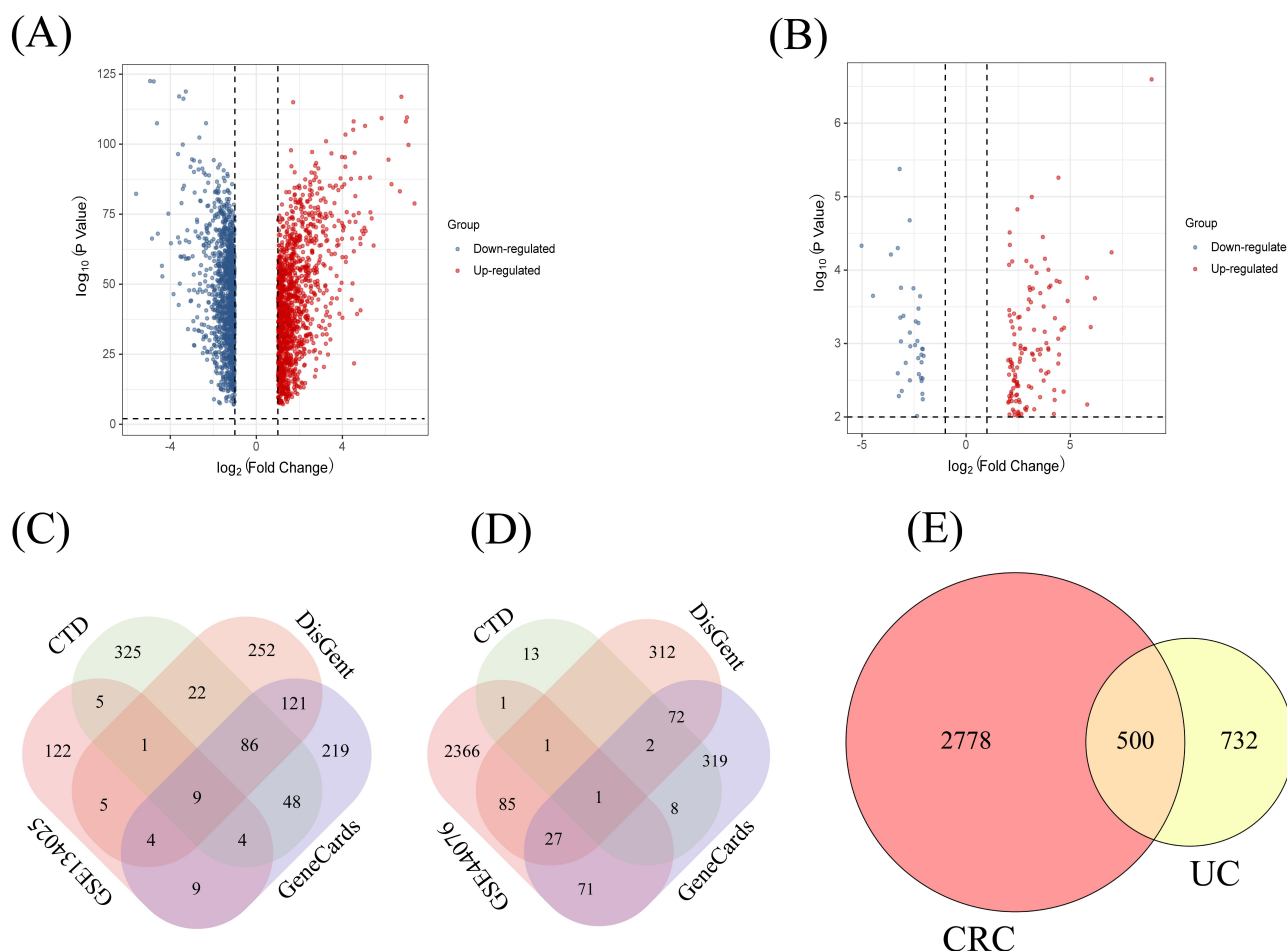 (A)
125
100
75
50
25
0
-4
0
4
log10 (P Value)
log2 (Fold Change)
Group
Down-regulated
Up-regulated
(B)
6
5
4
3
2
-5
0
5
log10 (P Value)
log2 (Fold Change)
Group
Down-regulate
Up-regulated
(C)
CTD
DisGent
325
252
5
22
121
122
1
86
219
5
9
48
4
4
9
GSE134025
GeneCards
(D)
CTD
DisGent
13
312
1
72
2366
1
2
319
85
1
8
27
71
GSE44076
GeneCards
(E)
2778
500
732
UC
CRC